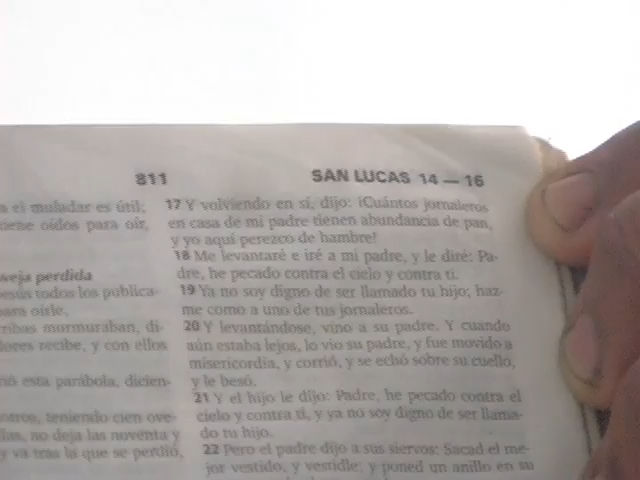 811
SAN LUCAS 14 — 16
a el muladar es útil;
iene oídos para oír,
veja perdida
esús todos los publica-
para oírle,
ribas murmuraban, di-
dores recibe, y con ellos
ió esta parábola, dicien-
otros, teniendo cien ove-
llas, no deja las noventa y
y va tras la que se perdió,
17 Y volviendo en sí, dijo: ¡Cuántos jornaleros
en casa de mi padre tienen abundancia de pan,
y yo aquí perezco de hambre!
18 Me levantaré e iré a mi padre, y le diré: Pa-
dre, he pecado contra el cielo y contra ti.
19 Ya no soy digno de ser llamado tu hijo; haz-
me como a uno de tus jornaleros.
20 Y levantándose, vino a su padre. Y cuando
aún estaba lejos, lo vio su padre, y fue movido a
misericordia, y corrió, y se echó sobre su cuello,
y le besó.
21 Y el hijo le dijo: Padre, he pecado contra el
cielo y contra ti, y ya no soy digno de ser llama-
do tu hijo.
22 Pero el padre dijo a sus siervos: Sacad el me-
jor vestido, y vestidle; y poned un anillo en su